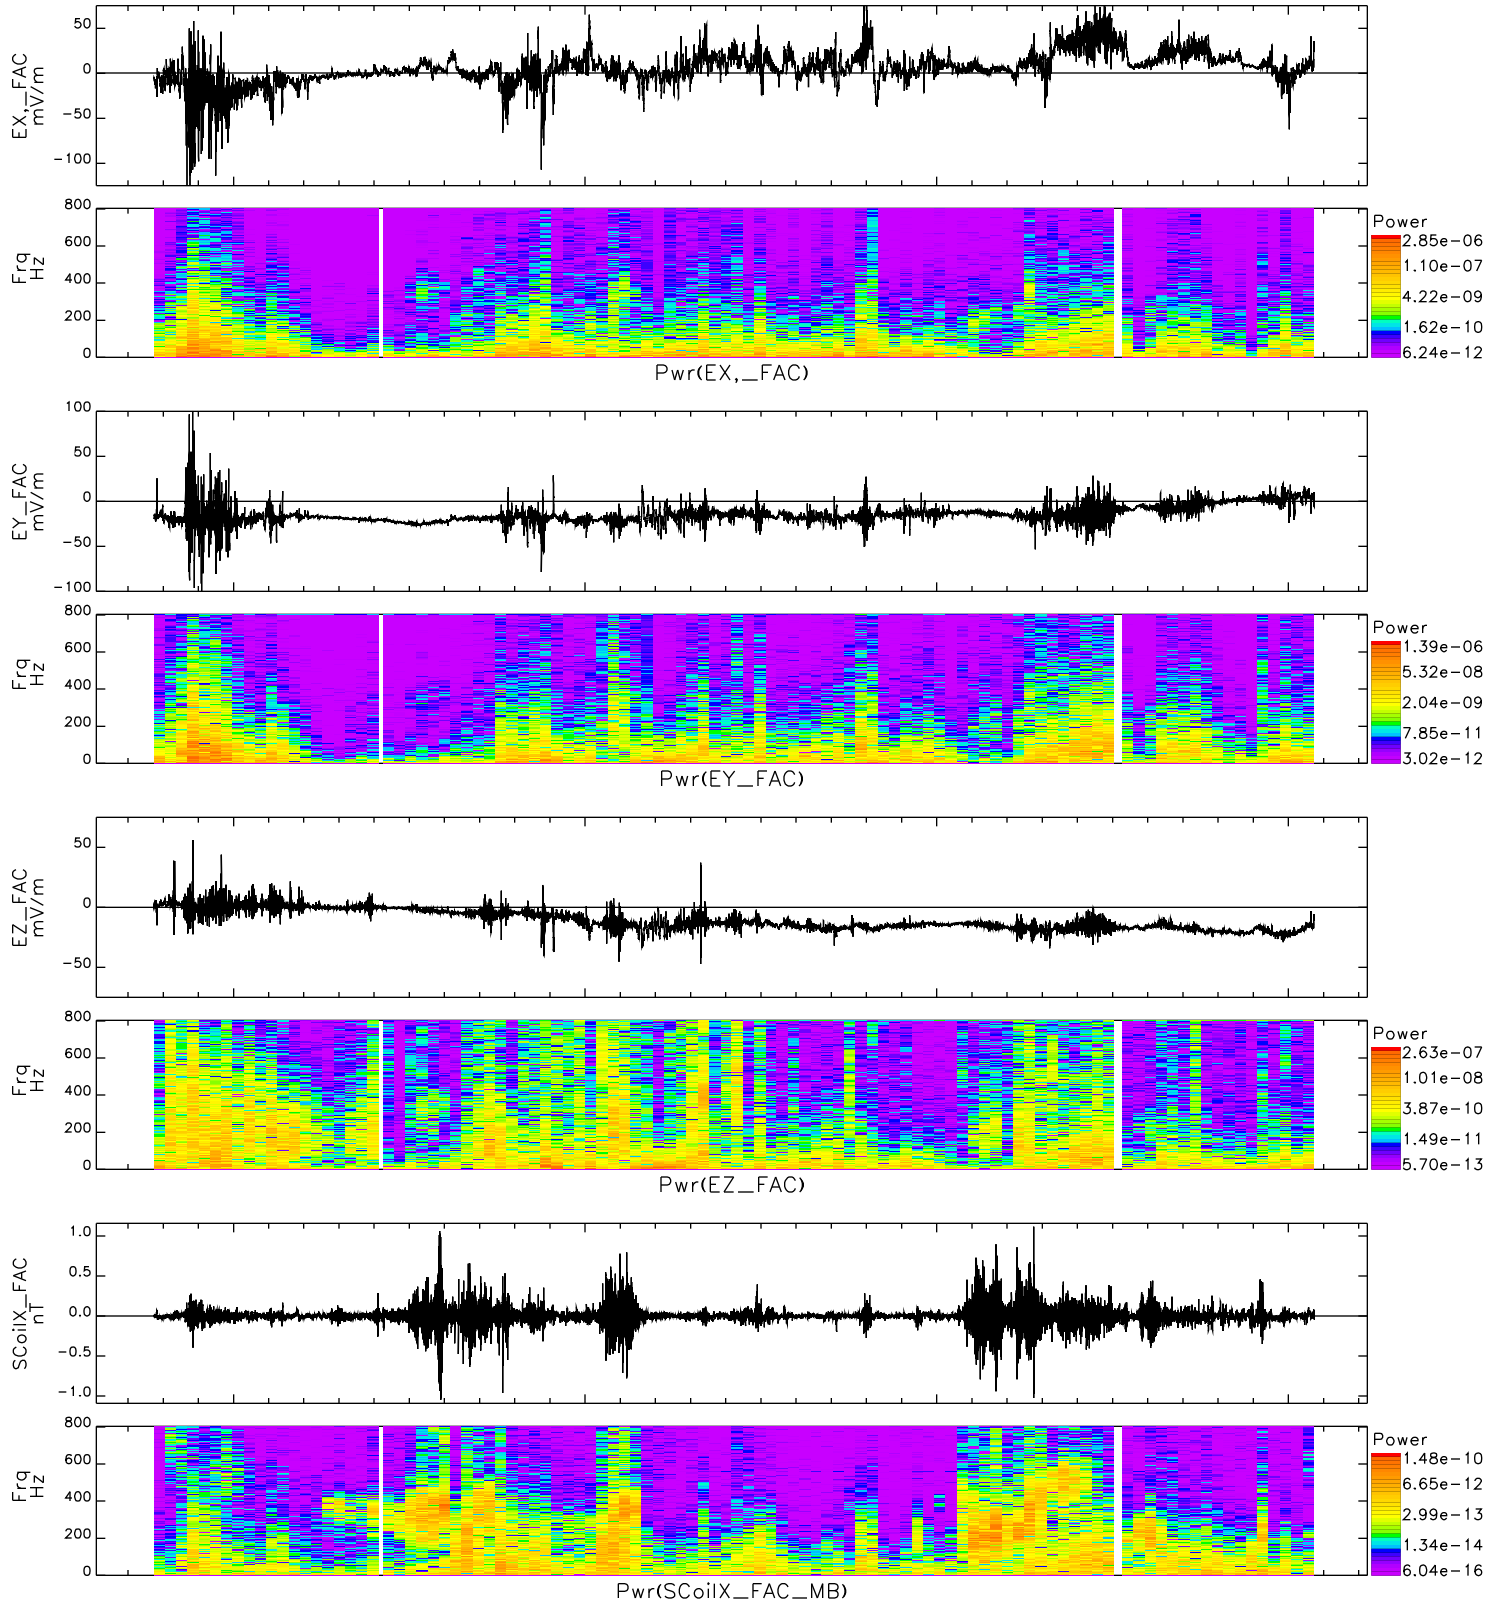 EX,_FAC
mV/m
50
0
-50
-100
Frq
Hz
800
600
400
200
0
Power
2.85e-06
1.10e-07
4.22e-09
1.62e-10
6.24e-12
Pwr(EX,_FAC)
EY_FAC
mV/m
100
50
0
-50
-100
Frq
Hz
800
600
400
200
0
Power
1.39e-06
5.32e-08
2.04e-09
7.85e-11
3.02e-12
Pwr(EY_FAC)
EZ_FAC
mV/m
50
0
-50
Frq
Hz
800
600
400
200
0
Power
2.63e-07
1.01e-08
3.87e-10
1.49e-11
5.70e-13
Pwr(EZ_FAC)
SCoilX_FAC
nT
1.0
0.5
0.0
-0.5
-1.0
Frq
Hz
800
600
400
200
0
Power
1.48e-10
6.65e-12
2.99e-13
1.34e-14
6.04e-16
Pwr(SCoilX_FAC_MB)